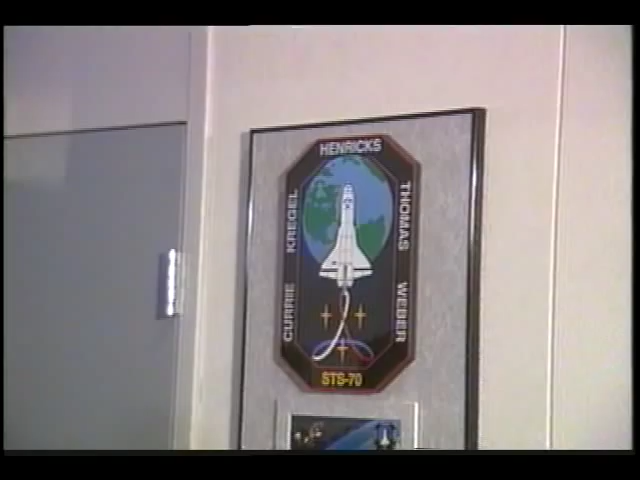 HENRICKS
KREGEL
THOMAS
CURRIE
WEBER
STS-70